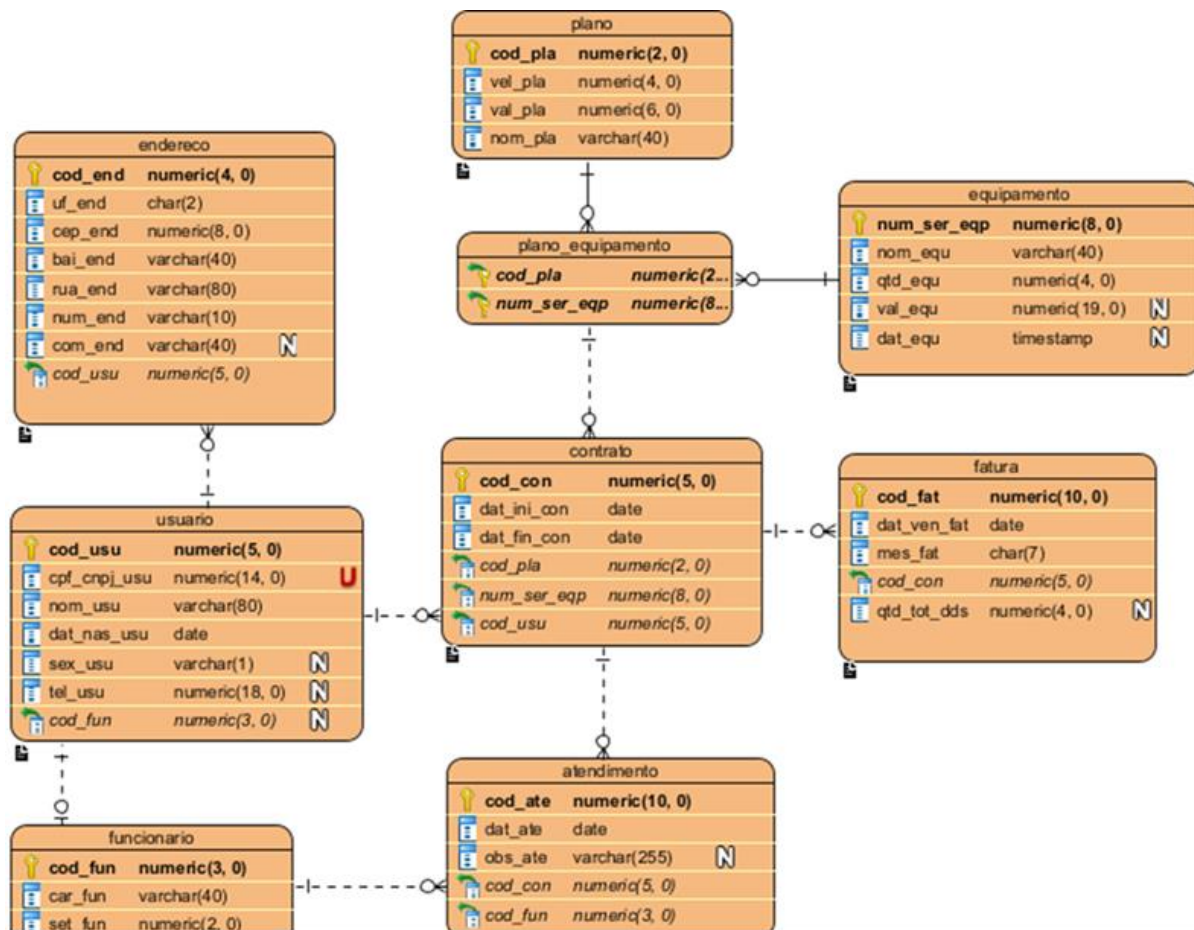 plano
cod_pla numeric(2, 0)
vel_pla numeric(4, 0)
val_pla numeric(6, 0)
nom_pla varchar(40)
endereco
cod_end numeric(4, 0)
uf_end char(2)
cep_end numeric(8, 0)
bai_end varchar(40)
rua_end varchar(80)
num_end varchar(10)
com_end varchar(40) N
cod_usu numeric(5, 0)
equipamento
num_ser_eqp numeric(8, 0)
nom_equ varchar(40)
qtd_equ numeric(4, 0)
val_equ numeric(19, 0) N
dat_equ timestamp N
plano_equipamento
cod_pla numeric(2...
num_ser_eqp numeric(8...
contrato
cod_con numeric(5, 0)
dat_ini_con date
dat_fin_con date
cod_pla numeric(2, 0)
num_ser_eqp numeric(8, 0)
cod_usu numeric(5, 0)
fatura
cod_fat numeric(10, 0)
dat_ven_fat date
mes_fat char(7)
cod_con numeric(5, 0)
qtd_tot_dds numeric(4, 0) N
usuario
cod_usu numeric(5, 0)
cpf_cnpj_usu numeric(14, 0) U
nom_usu varchar(80)
dat_nas_usu date
sex_usu varchar(1) N
tel_usu numeric(18, 0) N
cod_fun numeric(3, 0) N
atendimento
cod_ate numeric(10, 0)
dat_ate date
obs_ate varchar(255) N
cod_con numeric(5, 0)
cod_fun numeric(3, 0)
funcionario
cod_fun numeric(3, 0)
car_fun varchar(40)
set_fun numeric(2, 0)